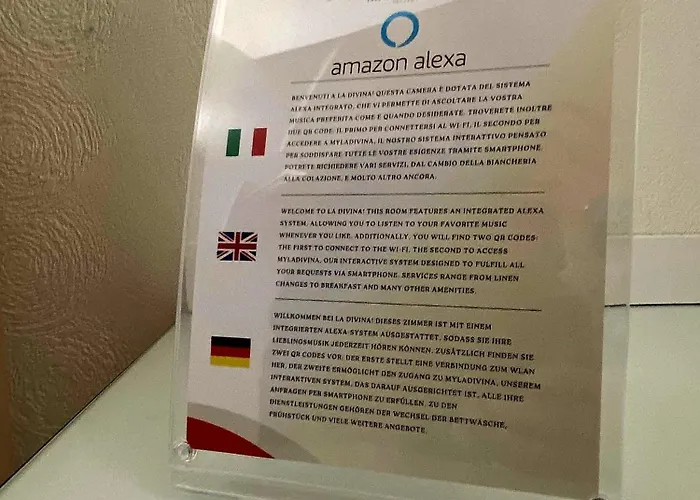 amazon alexa
BENVENUTI A LA DIVINA! QUESTA CAMERA È DOTATA DEL SISTEMA
ALEXA INTEGRATO, CHE VI PERMETTE DI ASCOLTARE LA VOSTRA
MUSICA PREFERITA COME E QUANDO DESIDERATE. TROVERETE INOLTRE
DUE QR CODE: IL PRIMO PER CONNETTERSI AL WI-FI, IL SECONDO PER
ACCEDERE A MYLADIVINA, IL NOSTRO SISTEMA INTERATTIVO PENSATO
PER SODDISFARE TUTTE LE VOSTRE ESIGENZE TRAMITE SMARTPHONE.
POTRETE RICHIEDERE VARI SERVIZI, DAL CAMBIO DELLA BIANCHERIA
ALLA COLAZIONE, E MOLTO ALTRO ANCORA.
WELCOME TO LA DIVINA! THIS ROOM FEATURES AN INTEGRATED ALEXA
SYSTEM, ALLOWING YOU TO LISTEN TO YOUR FAVORITE MUSIC
WHENEVER YOU LIKE. ADDITIONALLY, YOU WILL FIND TWO QR CODES:
THE FIRST TO CONNECT TO THE WI-FI, THE SECOND TO ACCESS
MYLADIVINA, OUR INTERACTIVE SYSTEM DESIGNED TO FULFILL ALL
YOUR REQUESTS VIA SMARTPHONE. SERVICES RANGE FROM LINEN
CHANGES TO BREAKFAST AND MANY OTHER AMENITIES.
WILLKOMMEN BEI LA DIVINA! DIESES ZIMMER IST MIT EINEM
INTEGRIERTEN ALEXA-SYSTEM AUSGESTATTET, SODASS SIE IHRE
LIEBLINGSMUSIK JEDERZEIT HÖREN KÖNNEN. ZUSÄTZLICH FINDEN SIE
ZWEI QR CODES VOR: DER ERSTE STELLT EINE VERBINDUNG ZUM WLAN
HER, DER ZWEITE ERMÖGLICHT DEN ZUGANG ZU MYLADIVINA, UNSEREM
INTERAKTIVEN SYSTEM, DAS DARAUF AUSGERICHTET IST, ALLE IHRE
ANFRAGEN PER SMARTPHONE ZU ERFÜLLEN. ZU DEN
DIENSTLEISTUNGEN GEHÖREN DER WECHSEL DER BETTWÄSCHE,
FRÜHSTÜCK UND VIELE WEITERE ANGEBOTE.